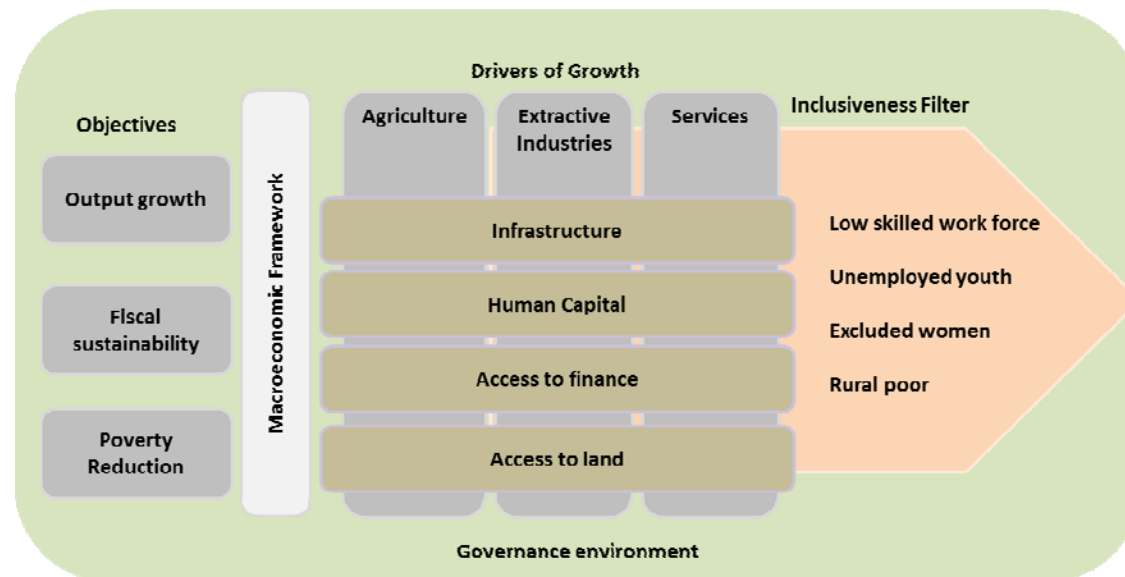 Drivers of Growth
Objectives
Output growth
Fiscal
sustainability
Poverty
Reduction
Macroeconomic Framework
Agriculture
Extractive
Industries
Services
Infrastructure
Human Capital
Access to finance
Access to land
Inclusiveness Filter
Low skilled work force
Unemployed youth
Excluded women
Rural poor
Governance environment